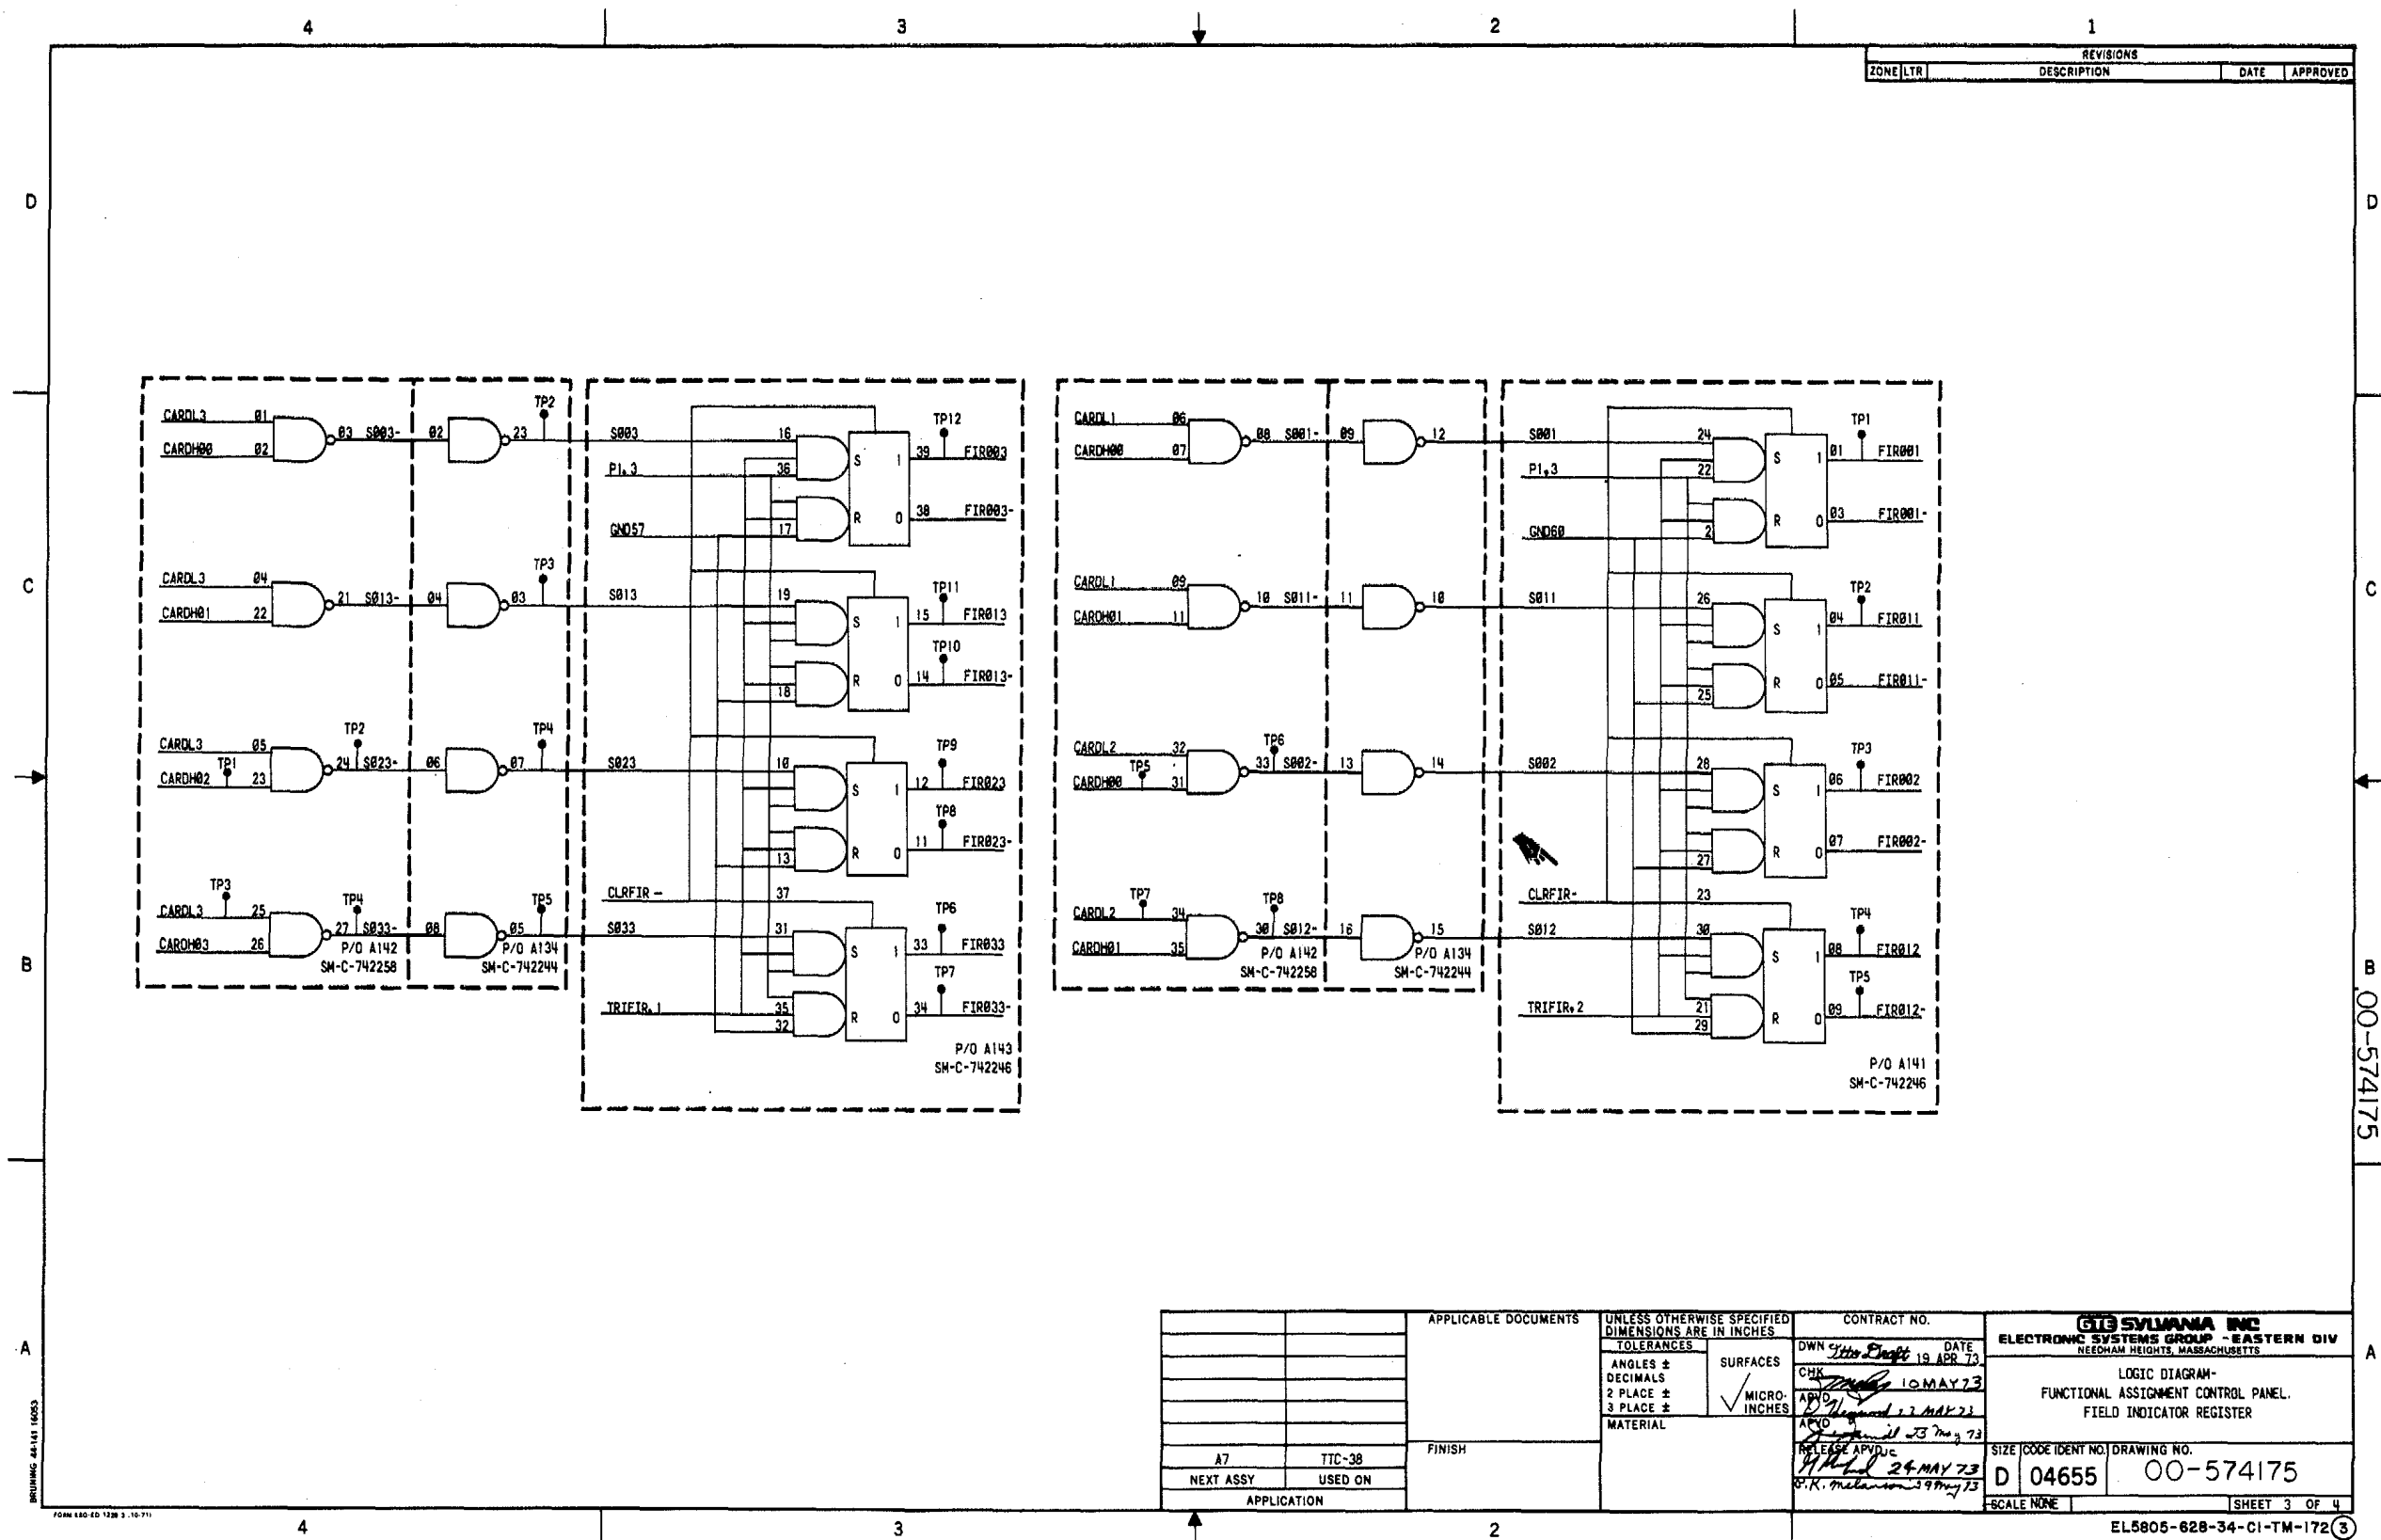 4 3 2 1
REVISIONS
ZONE LTR DESCRIPTION DATE APPROVED
D D
CARDL3 01
CARDH00 02
03 S003- 02
23 TP2
S003 16
P1.3 36
GND57 17
S I
R O
TP12
39 FIR003
38 FIR003-
CARDL3 04
CARDH01 22
21 S013- 04
03 TP3
S013 19
18
S I
R O
TP11
15 FIR013
TP10
14 FIR013-
CARDL3 05
TP1
CARDH02 23
TP2
24 S023- 06
07 TP4
S023 10
13
S I
R O
TP9
12 FIR023
TP8
11 FIR023-
TP3
CARDL3 25
CARDH03 26
TP4
27 S033- 08
05 TP5
P/O A142
SM-C-742258
P/O A134
SM-C-742244
CLRFIR - 37
S033 31
TRIFIR.1 35
32
S I
R O
TP6
33 FIR033
TP7
34 FIR033-
P/O A143
SM-C-742246
CARDL1 06
CARDH00 07
08 S001- 09
12
S001 24
P1.3 22
GND60 2
S I
R O
TP1
01 FIR001
03 FIR001-
CARDL1 09
CARDH01 11
10 S011- 11
10
S011 26
25
S I
R O
TP2
04 FIR011
05 FIR011-
CARDL2 32
TP5
CARDH00 31
TP6
33 S002- 13
14
S002 28
27
S I
R O
TP3
06 FIR002
07 FIR002-
TP7
CARDL2 34
CARDH01 35
TP8
30 S012- 16
15
P/O A142
SM-C-742258
P/O A134
SM-C-742244
CLRFIR- 23
S012 30
TRIFIR.2 21
29
S I
R O
TP4
08 FIR012
TP5
09 FIR012-
P/O A141
SM-C-742246
C C
B B
00-574175
A A
BRUNING 44-141 16053
A7 TTC-38
NEXT ASSY USED ON
APPLICATION
APPLICABLE DOCUMENTS
FINISH
UNLESS OTHERWISE SPECIFIED
DIMENSIONS ARE IN INCHES
TOLERANCES
ANGLES ±
DECIMALS
2 PLACE ±
3 PLACE ±
SURFACES
MICRO-
INCHES
MATERIAL
CONTRACT NO.
DWN DATE
19 APR 73
CHK 10 MAY 73
APVD MAY 73
APVD 23 May 73
RELEASE APVD
24 MAY 73
29 May 73
GTE SYLVANIA INC
ELECTRONIC SYSTEMS GROUP - EASTERN DIV
NEEDHAM HEIGHTS, MASSACHUSETTS
LOGIC DIAGRAM-
FUNCTIONAL ASSIGNMENT CONTROL PANEL.
FIELD INDICATOR REGISTER
SIZE CODE IDENT NO. DRAWING NO.
D 04655 00-574175
SCALE NONE SHEET 3 OF 4
4 3 2
EL5805-628-34-CI-TM-172 3